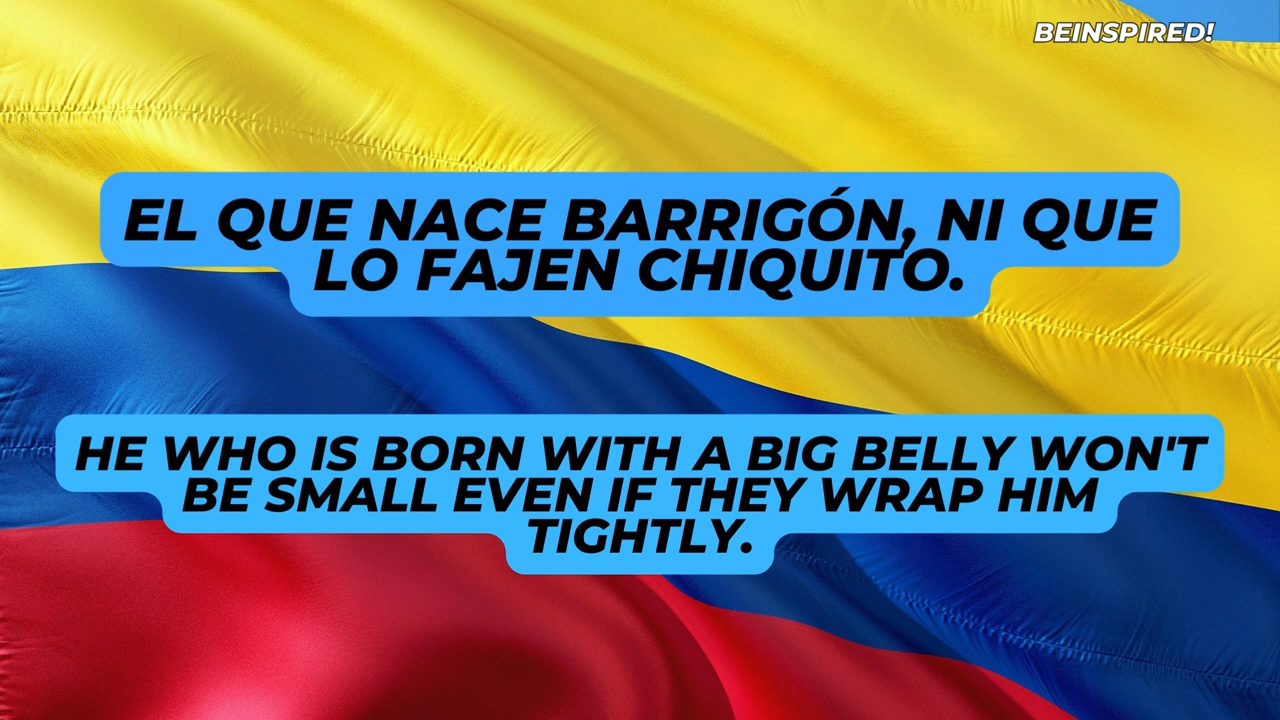 BEINSPIRED!
EL QUE NACE BARRIGÓN, NI QUE
LO FAJEN CHIQUITO.
HE WHO IS BORN WITH A BIG BELLY WON'T
BE SMALL EVEN IF THEY WRAP HIM
TIGHTLY.